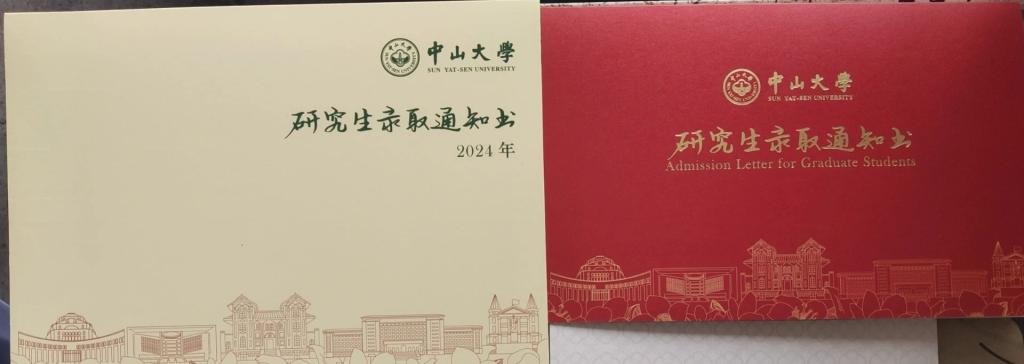 中山大學
SUN YAT-SEN UNIVERSITY
研究生录取通知书
2024 年
中山大學
SUN YAT-SEN UNIVERSITY
研究生录取通知书
Admission Letter for Graduate Students